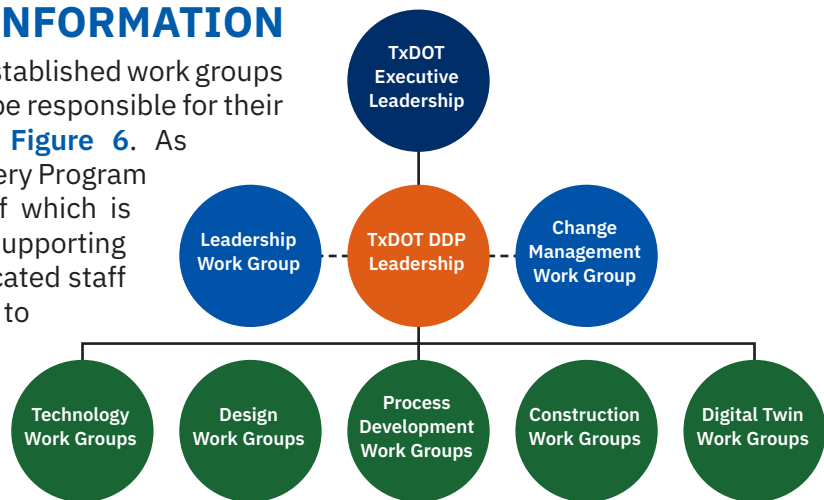 NFORMATION
stablished work groups
be responsible for their
Figure 6. As
ery Program
f which is
upporting
cated staff
to
TxDOT
Executive
Leadership
Leadership
Work Group
TxDOT DDP
Leadership
Change
Management
Work Group
Technology
Work Groups
Design
Work Groups
Process
Development
Work Groups
Construction
Work Groups
Digital Twin
Work Groups